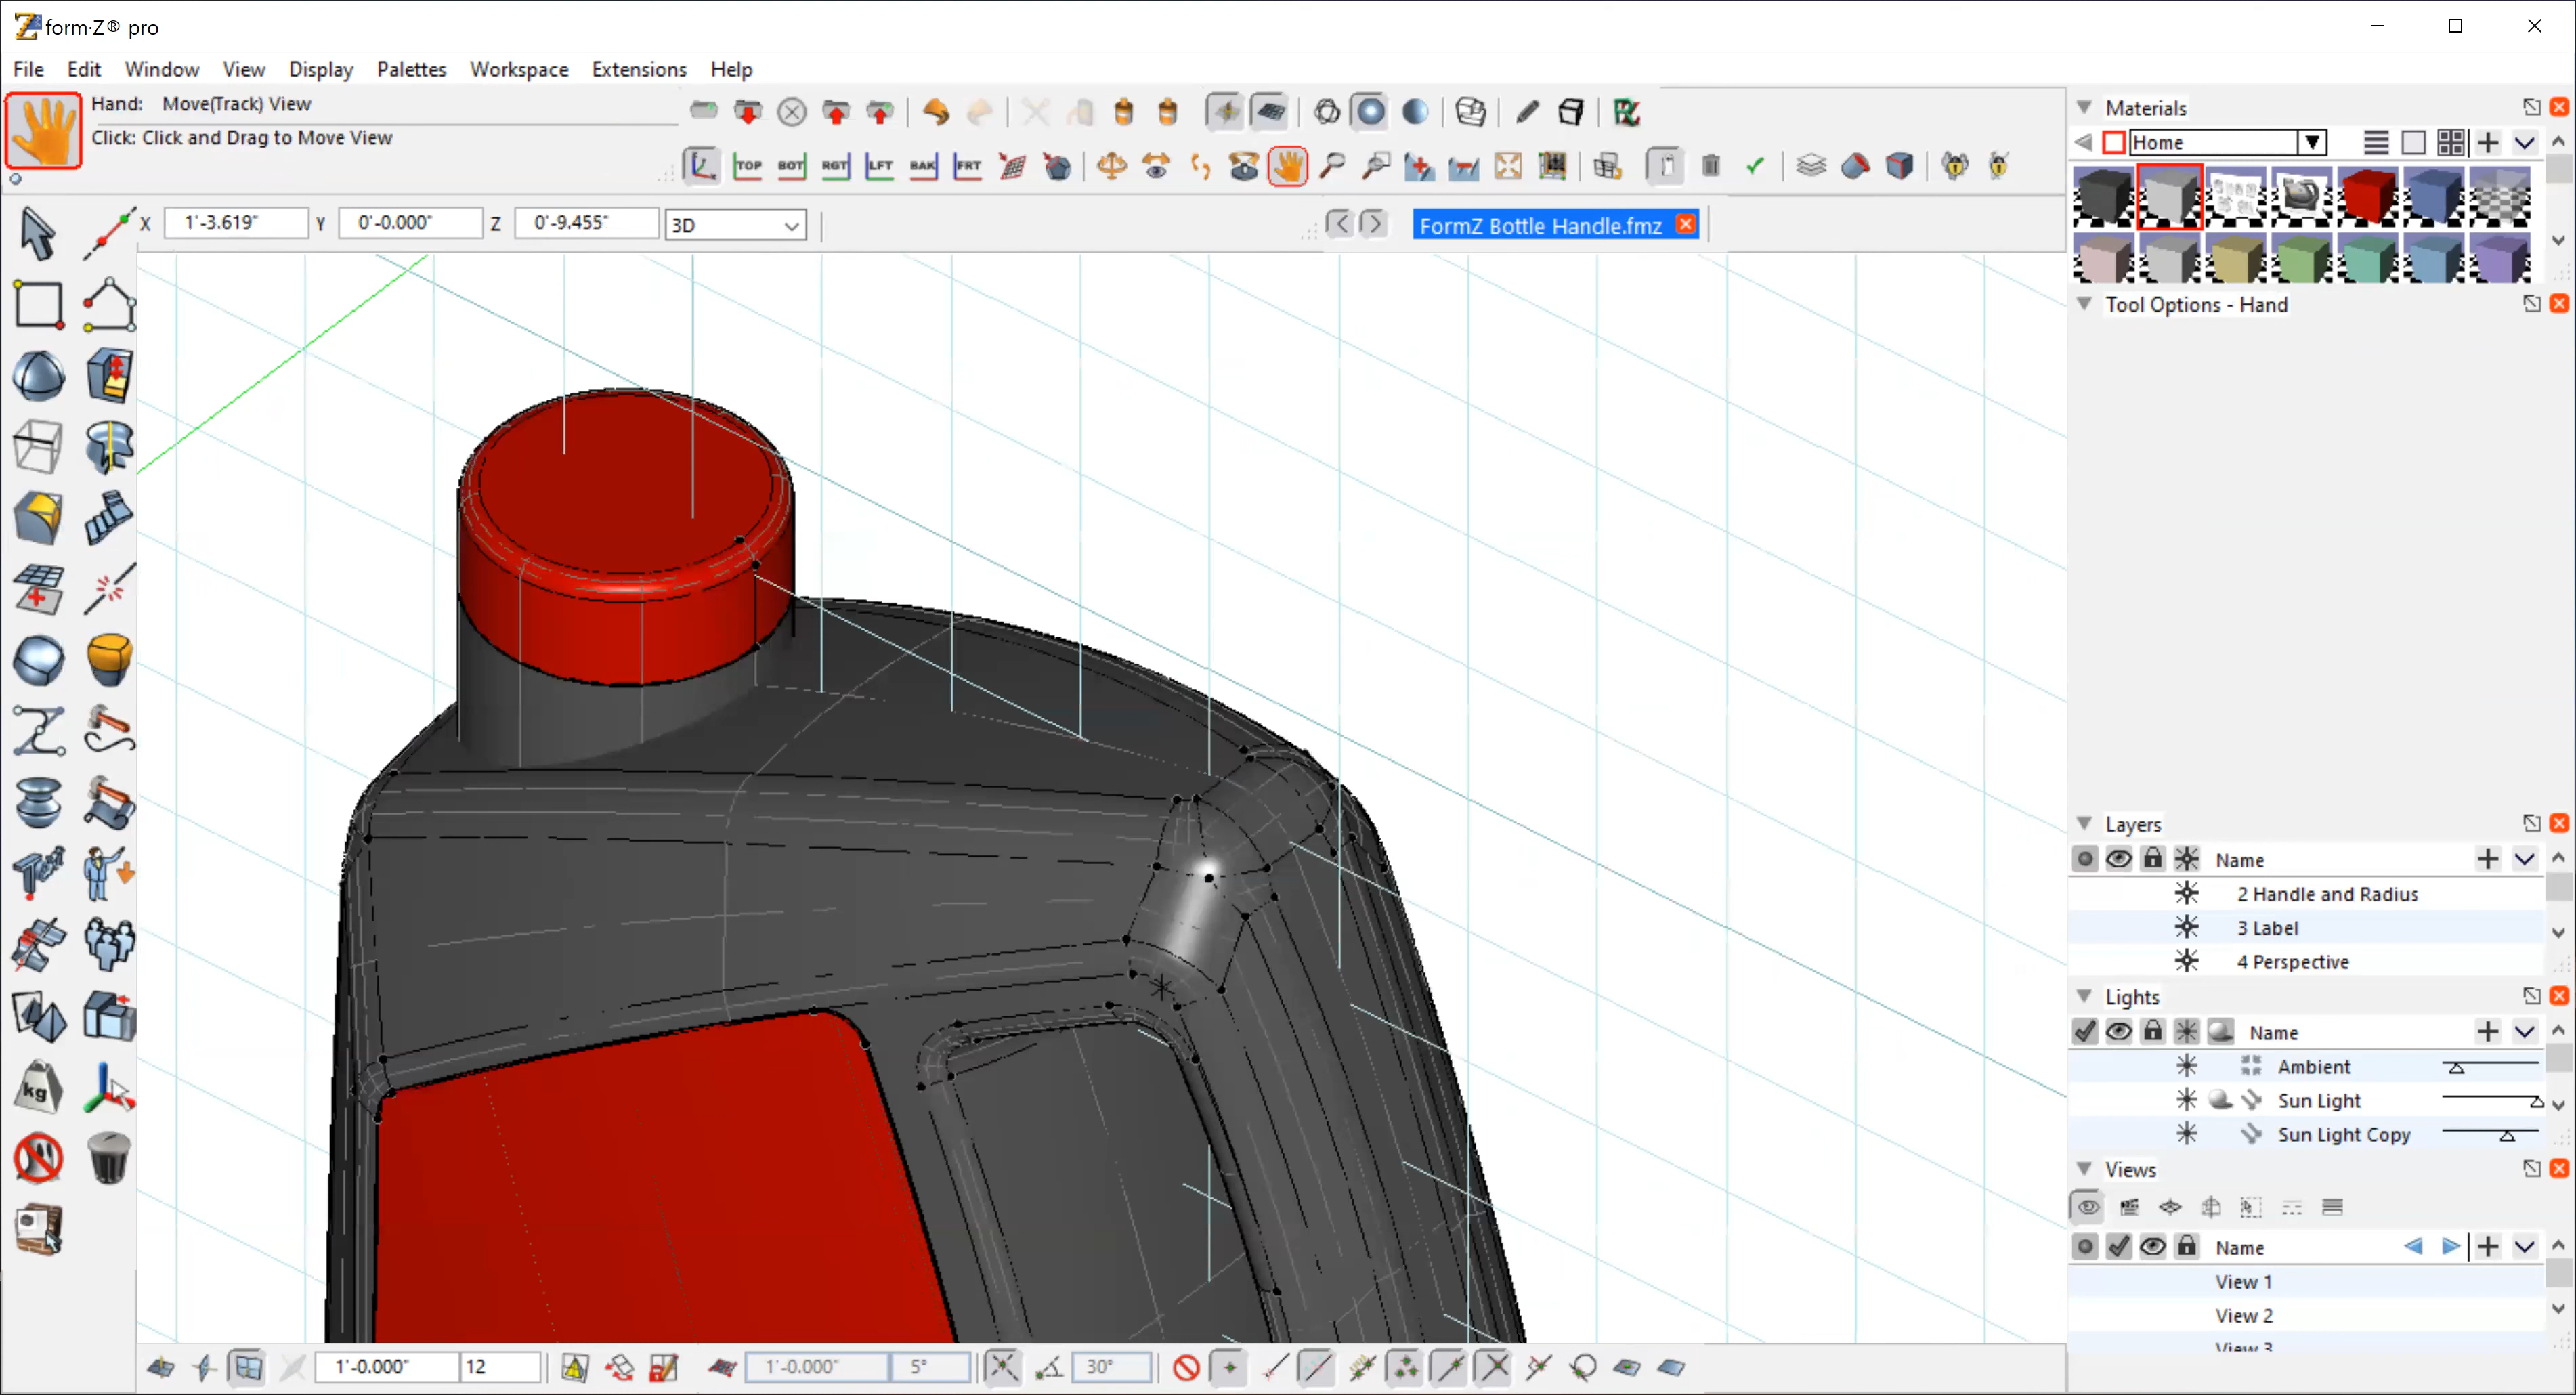 form·Z® pro
File Edit Window View Display Palettes Workspace Extensions Help
Hand: Move(Track) View
Click: Click and Drag to Move View
TOP BOT RGT LFT BAK FRT
X 1'-3.619" Y 0'-0.000" Z 0'-9.455" 3D
FormZ Bottle Handle.fmz
Materials
Home
Tool Options - Hand
Text
kg
Layers
Name
2 Handle and Radius
3 Label
4 Perspective
Lights
Name
Ambient
Sun Light
Sun Light Copy
Views
Name
View 1
View 2
View 3
1'-0.000" 12 1'-0.000" 5° 30°